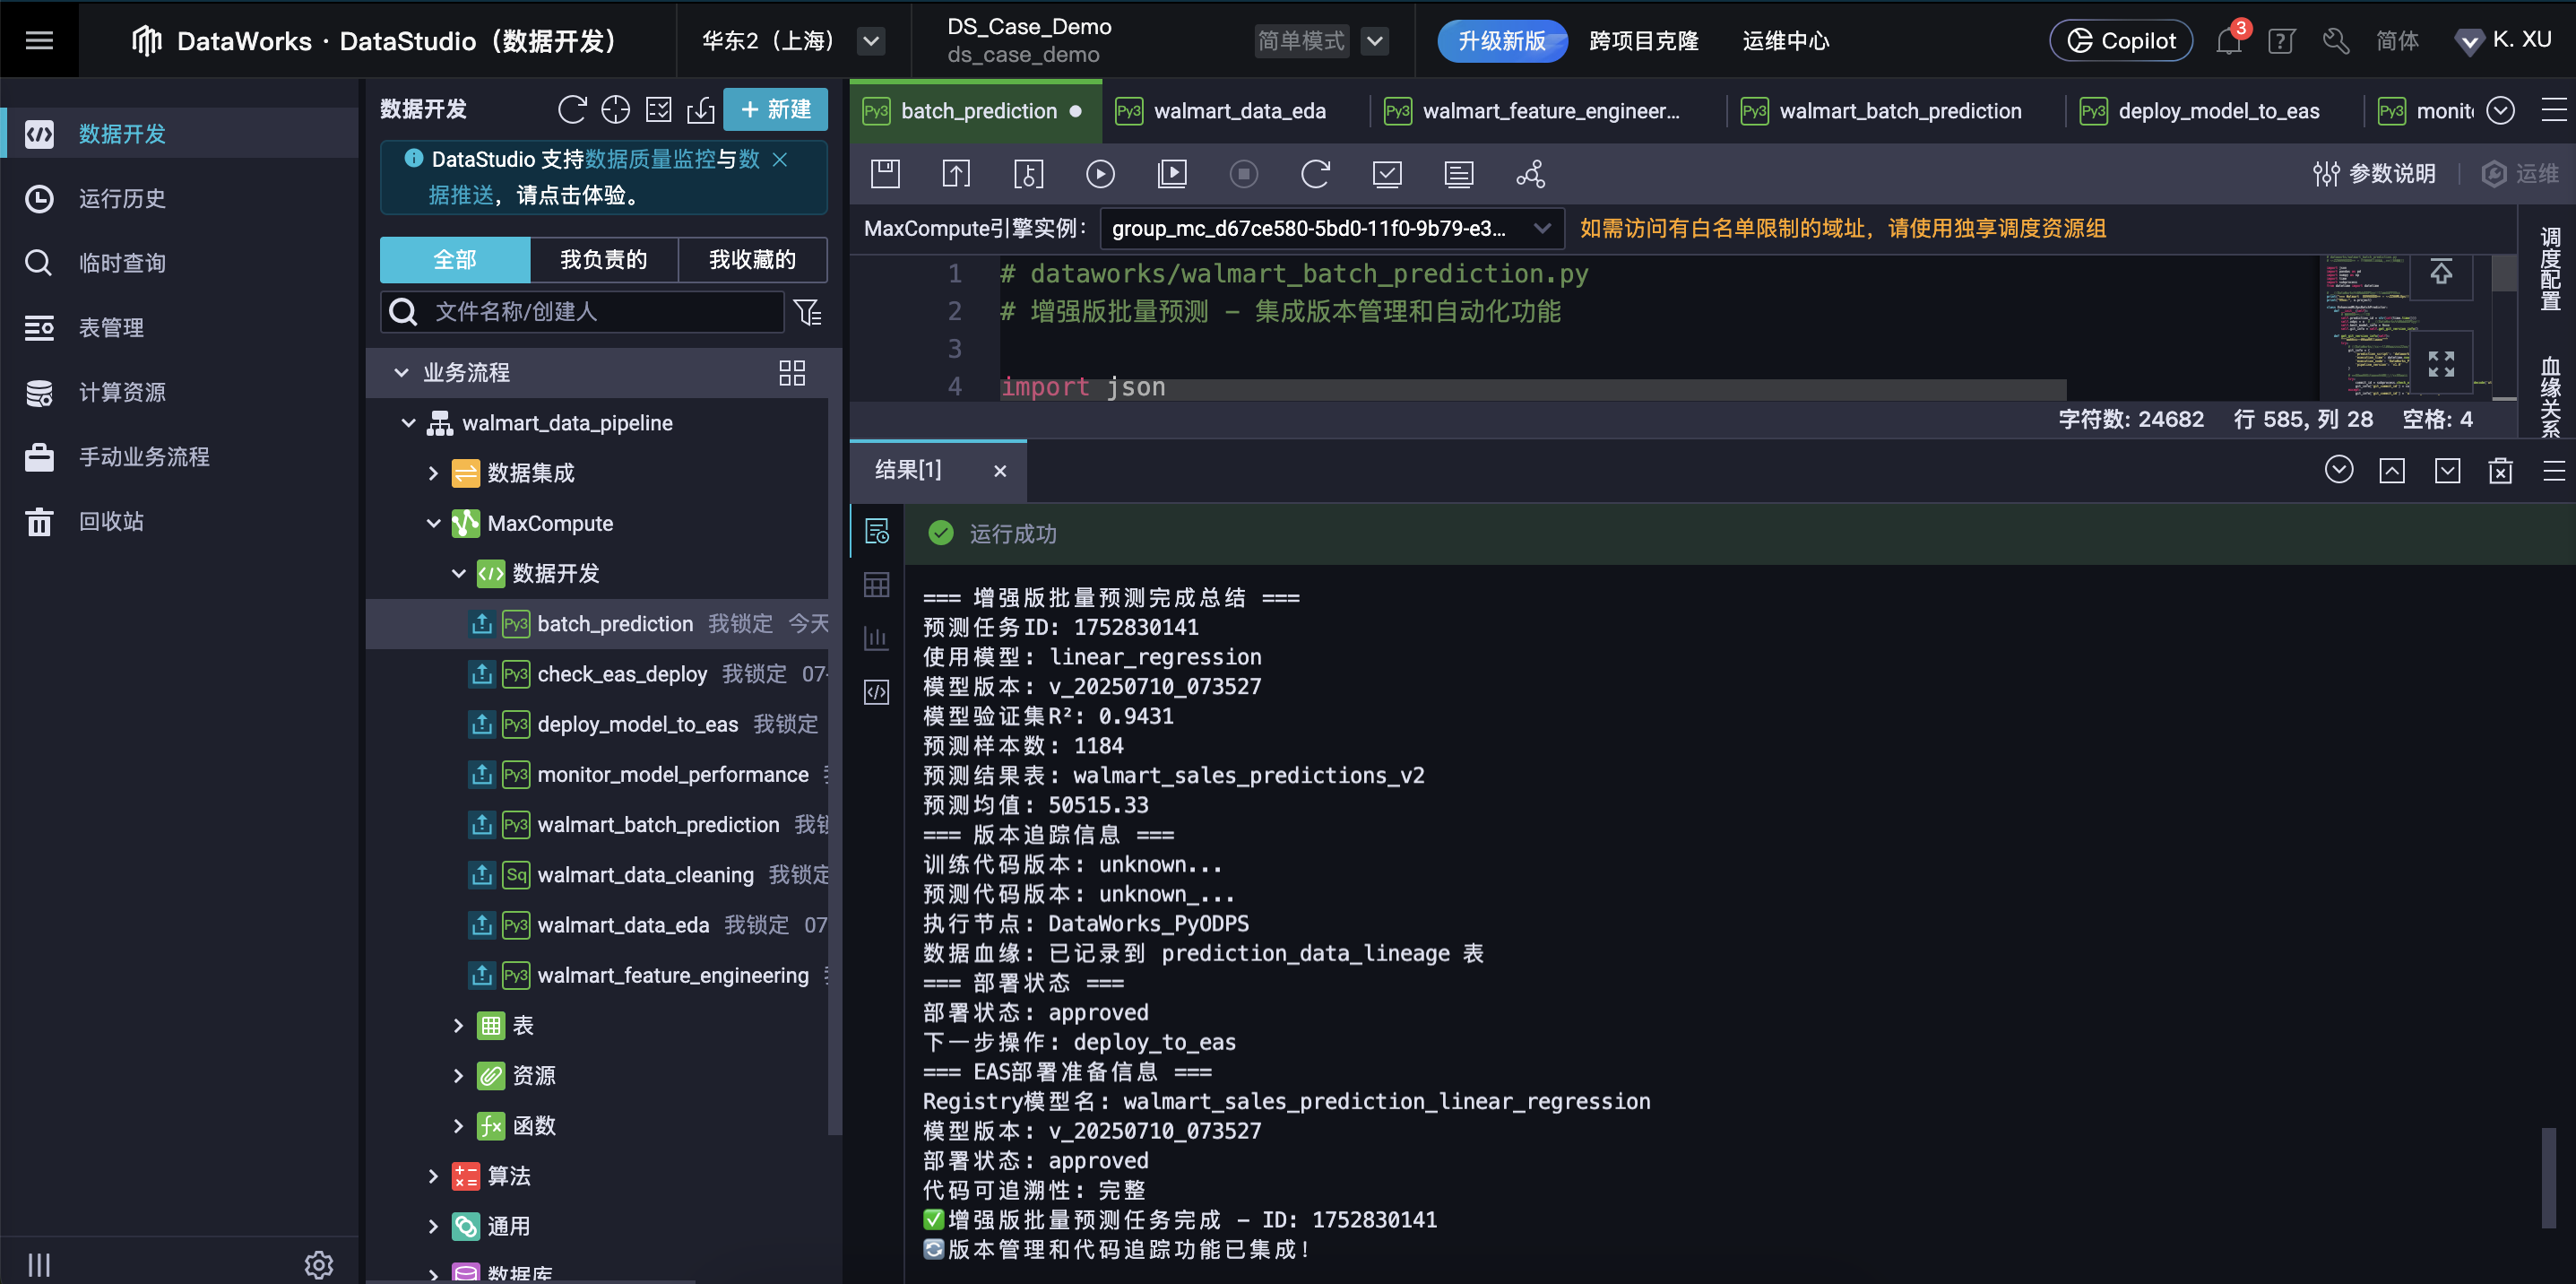 DataWorks · DataStudio（数据开发）
华东2（上海）
DS_Case_Demo
ds_case_demo
简单模式
升级新版
跨项目克隆
运维中心
Copilot
3
简体
K. XU
数据开发
运行历史
临时查询
表管理
计算资源
手动业务流程
回收站
数据开发
+ 新建
DataStudio 支持数据质量监控与数
据推送，请点击体验。
全部
我负责的
我收藏的
文件名称/创建人
业务流程
walmart_data_pipeline
数据集成
MaxCompute
数据开发
Py3 batch_prediction 我锁定 今天
Py3 check_eas_deploy 我锁定 07-
Py3 deploy_model_to_eas 我锁定
Py3 monitor_model_performance
Py3 walmart_batch_prediction 我锁
Sq walmart_data_cleaning 我锁定
Py3 walmart_data_eda 我锁定 07
Py3 walmart_feature_engineering
表
资源
函数
算法
通用
数据库
Py3 batch_prediction
Py3 walmart_data_eda
Py3 walmart_feature_engineer...
Py3 walmart_batch_prediction
Py3 deploy_model_to_eas
Py3 monit
参数说明
运维
MaxCompute引擎实例：
group_mc_d67ce580-5bd0-11f0-9b79-e3...
如需访问有白名单限制的域址，请使用独享调度资源组
调度配置
血缘关系
1 # dataworks/walmart_batch_prediction.py
2 # 增强版批量预测 - 集成版本管理和自动化功能
3
4 import json
字符数: 24682 行 585, 列 28 空格: 4
结果[1]
运行成功
=== 增强版批量预测完成总结 ===
预测任务ID: 1752830141
使用模型: linear_regression
模型版本: v_20250710_073527
模型验证集R²: 0.9431
预测样本数: 1184
预测结果表: walmart_sales_predictions_v2
预测均值: 50515.33
=== 版本追踪信息 ===
训练代码版本: unknown...
预测代码版本: unknown_...
执行节点: DataWorks_PyODPS
数据血缘: 已记录到 prediction_data_lineage 表
=== 部署状态 ===
部署状态: approved
下一步操作: deploy_to_eas
=== EAS部署准备信息 ===
Registry模型名: walmart_sales_prediction_linear_regression
模型版本: v_20250710_073527
部署状态: approved
代码可追溯性: 完整
✅增强版批量预测任务完成 - ID: 1752830141
🔄版本管理和代码追踪功能已集成!